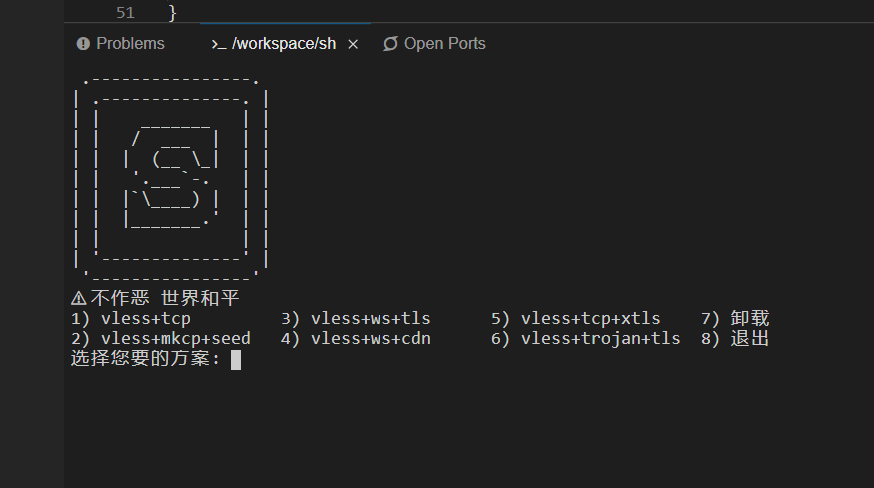 51 }
Problems >_ /workspace/sh × Open Ports
 .----------------.
| .--------------. |
| |    _______   | |
| |   /  ___  |  | |
| |  |  (__ \_|  | |
| |   '.___`-.   | |
| |  |`\____) |  | |
| |  |_______.'  | |
| |              | |
| '--------------' |
 '----------------'
⚠不作恶 世界和平
1) vless+tcp         3) vless+ws+tls      5) vless+tcp+xtls    7) 卸载
2) vless+mkcp+seed   4) vless+ws+cdn      6) vless+trojan+tls  8) 退出
选择您要的方案: